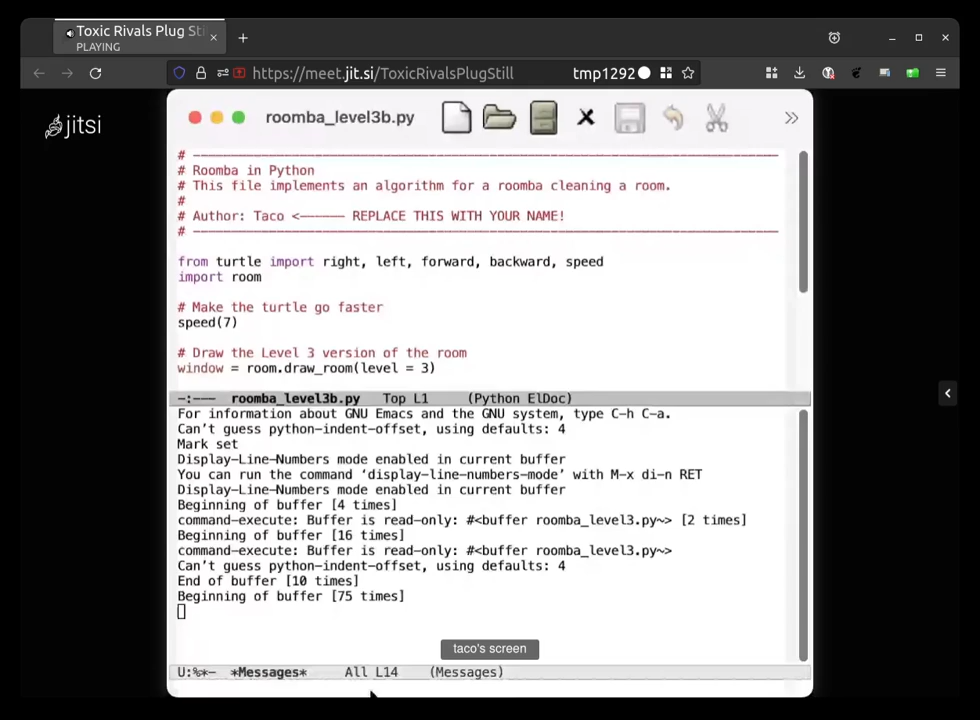 Toxic Rivals Plug Sti
PLAYING
https://meet.jit.si/ToxicRivalsPlugStill
tmp1292
jitsi
roomba_level3b.py
# ------------------------------------------------------------------------------
# Roomba in Python
# This file implements an algorithm for a roomba cleaning a room.
#
# Author: Taco <------ REPLACE THIS WITH YOUR NAME!
# ------------------------------------------------------------------------------
from turtle import right, left, forward, backward, speed
import room
# Make the turtle go faster
speed(7)
# Draw the Level 3 version of the room
window = room.draw_room(level = 3)
-:--- roomba_level3b.py Top L1 (Python ElDoc)
For information about GNU Emacs and the GNU system, type C-h C-a.
Can’t guess python-indent-offset, using defaults: 4
Mark set
Display-Line-Numbers mode enabled in current buffer
You can run the command ‘display-line-numbers-mode’ with M-x di-n RET
Display-Line-Numbers mode enabled in current buffer
Beginning of buffer [4 times]
command-execute: Buffer is read-only: #<buffer roomba_level3.py~> [2 times]
Beginning of buffer [16 times]
command-execute: Buffer is read-only: #<buffer roomba_level3.py~>
Can’t guess python-indent-offset, using defaults: 4
End of buffer [10 times]
Beginning of buffer [75 times]
taco's screen
U:%*- *Messages* All L14 (Messages)